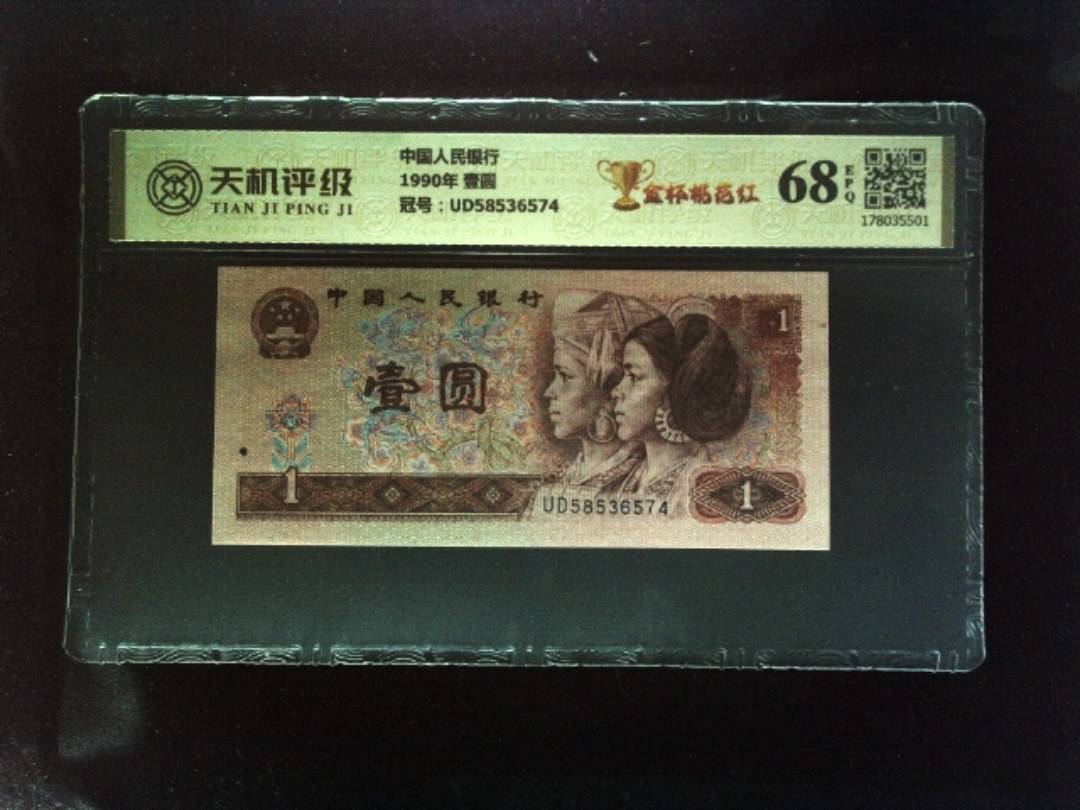 天机评级
TIAN JI PING JI
中国人民银行
1990年 壹圆
冠号：UD58536574
金杯桃花红
68
EPQ
178035501
中国人民银行
1
壹圆
1
UD58536574
1